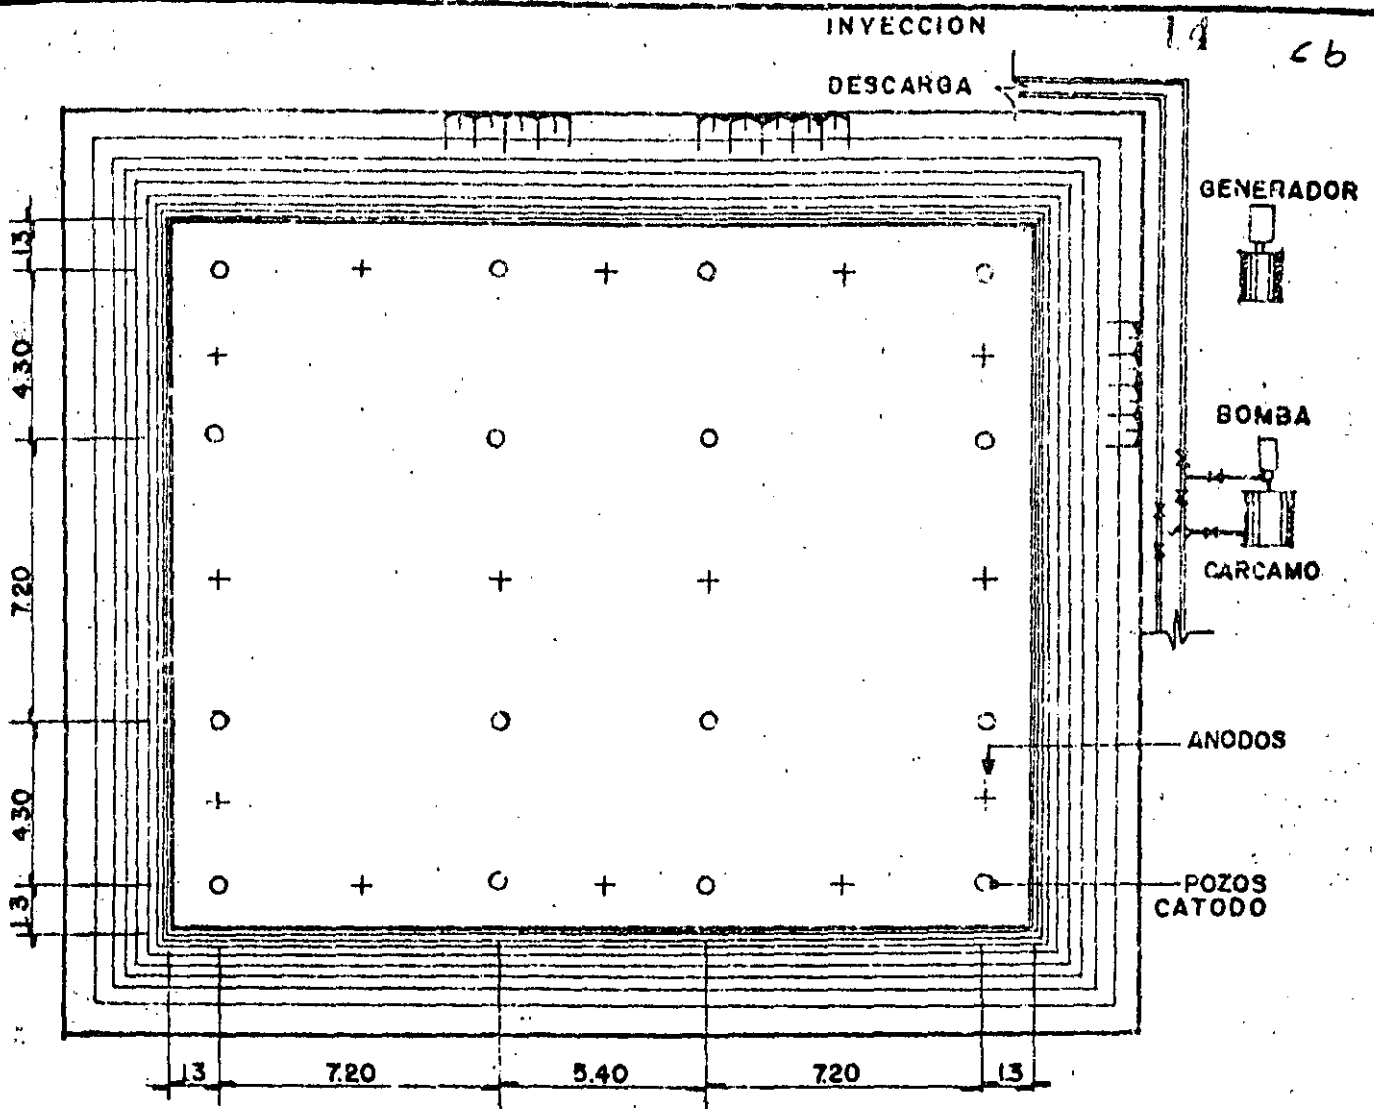 INYECCION
14
DESCARGA
GENERADOR
1.3
4.30
BOMBA
7.20
CARCAMO
ANODOS
4.30
POZOS
CATODO
1.3
1.3
7.20
5.40
7.20
1.3